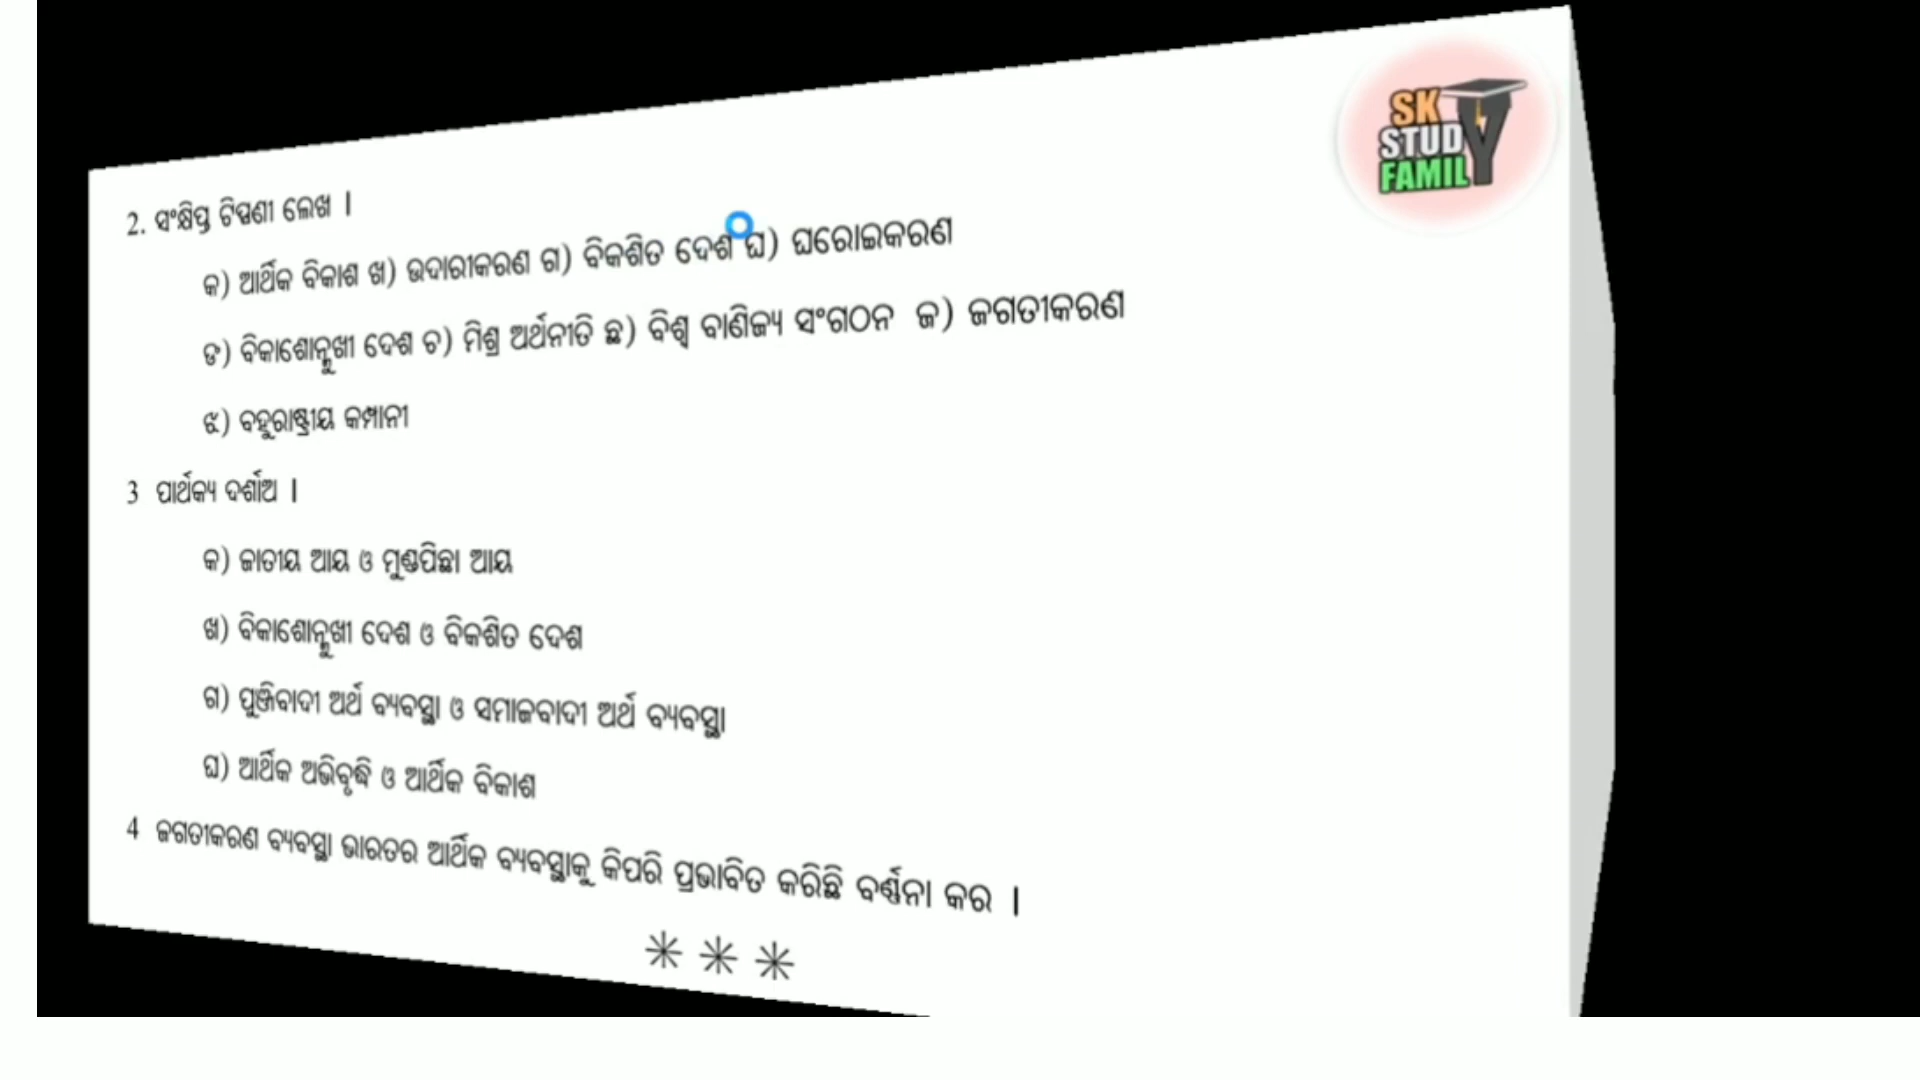 SK
STUDY
FAMILY
2. ସଂକ୍ଷିପ୍ତ ଟିପ୍ପଣୀ ଲେଖ ।
କ) ଆର୍ଥିକ ବିକାଶ ଖ) ଉଦାରୀକରଣ ଗ) ବିକଶିତ ଦେଶ ଘ) ଘରୋଇକରଣ
ଙ) ବିକାଶୋନ୍ମୁଖୀ ଦେଶ ଚ) ମିଶ୍ର ଅର୍ଥନୀତି ଛ) ବିଶ୍ୱ ବାଣିଜ୍ୟ ସଂଗଠନ ଜ) ଜଗତୀକରଣ
ଝ) ବହୁରାଷ୍ଟ୍ରୀୟ କମ୍ପାନୀ
3 ପାର୍ଥକ୍ୟ ଦର୍ଶାଅ ।
କ) ଜାତୀୟ ଆୟ ଓ ମୁଣ୍ଡପିଛା ଆୟ
ଖ) ବିକାଶୋନ୍ମୁଖୀ ଦେଶ ଓ ବିକଶିତ ଦେଶ
ଗ) ପୁଞ୍ଜିବାଦୀ ଅର୍ଥ ବ୍ୟବସ୍ଥା ଓ ସମାଜବାଦୀ ଅର୍ଥ ବ୍ୟବସ୍ଥା
ଘ) ଆର୍ଥିକ ଅଭିବୃଦ୍ଧି ଓ ଆର୍ଥିକ ବିକାଶ
4 ଜଗତୀକରଣ ବ୍ୟବସ୍ଥା ଭାରତର ଆର୍ଥିକ ବ୍ୟବସ୍ଥାକୁ କିପରି ପ୍ରଭାବିତ କରିଛି ବର୍ଣ୍ଣନା କର ।